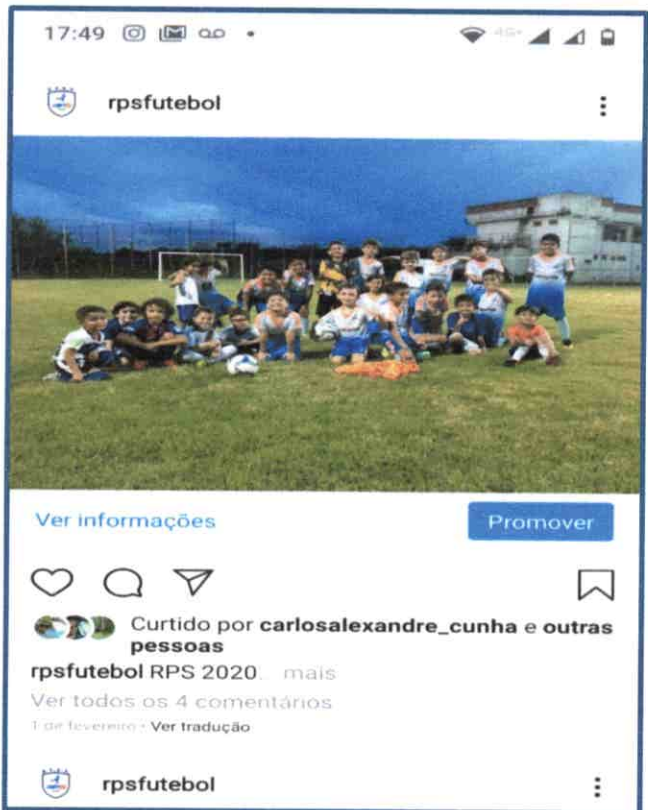 17:49
4G+
rpsfutebol
Ver informações
Promover
Curtido por carlosalexandre_cunha e outras
pessoas
rpsfutebol RPS 2020... mais
Ver todos os 4 comentários
1 de fevereiro • Ver tradução
rpsfutebol